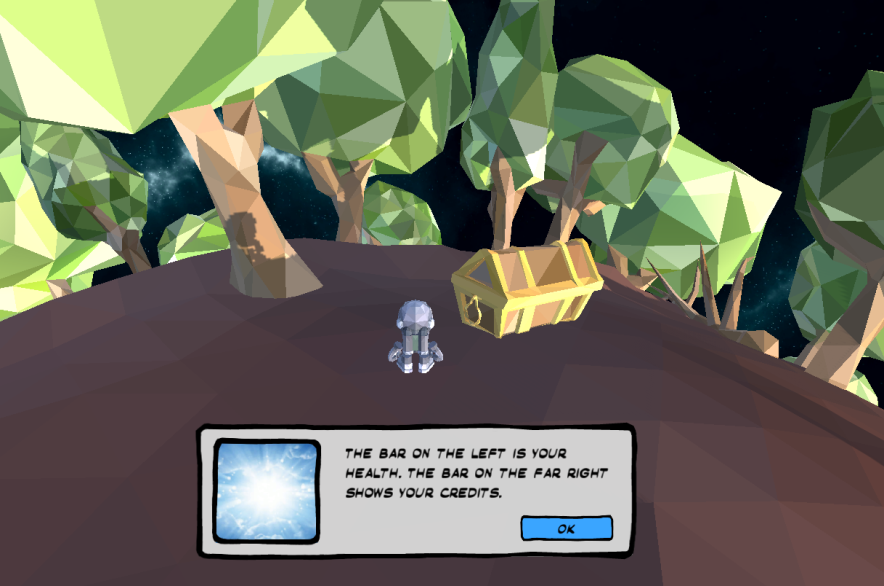 THE BAR ON THE LEFT IS YOUR
HEALTH. THE BAR ON THE FAR RIGHT
SHOWS YOUR CREDITS.
OK